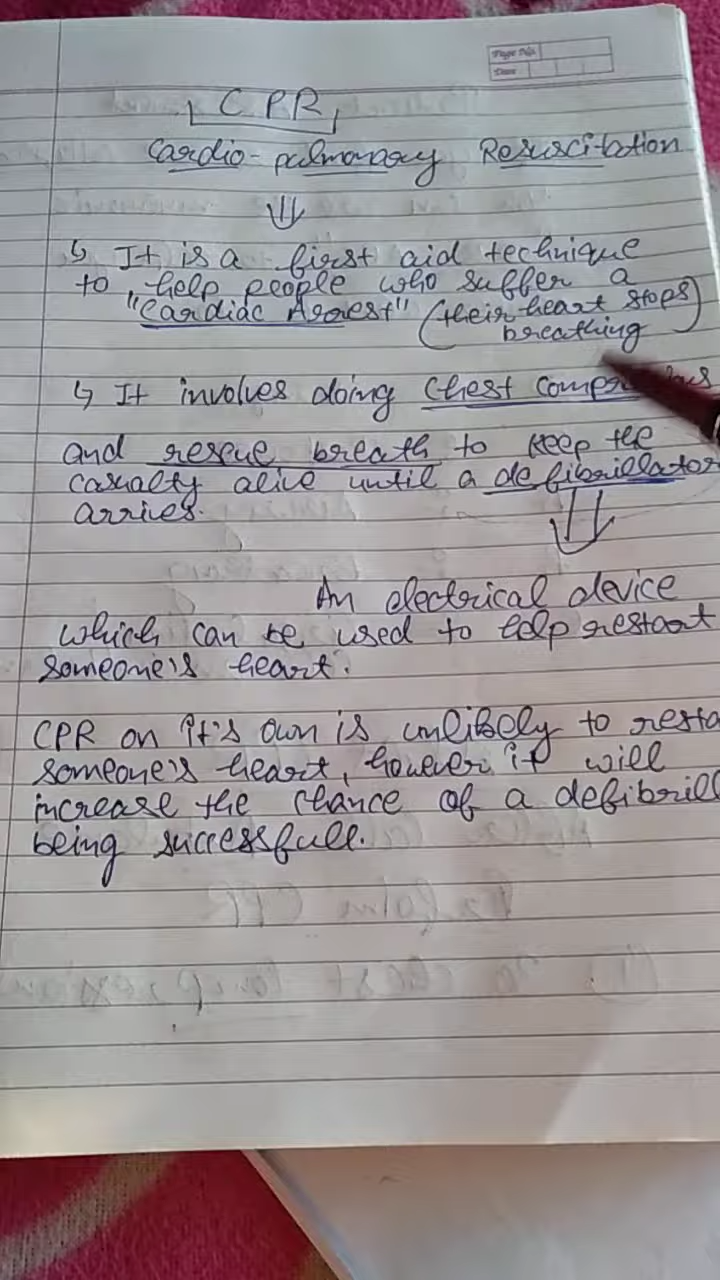 Page No.
Date
CPR
Cardio-pulmonary Resuscitation
↳ It is a first aid technique
to help people who suffer a
"Cardiac Arrest" (their heart stops
breathing)
↳ It involves doing Chest
and rescue breath to keep the
casualty alive until a defibrillator
arrives.
An electrical device
which can be used to help restart
someone's heart.
CPR on it's own is unlikely to resta
someone's heart, however it will
increase the chance of a defibrill
being successfull.